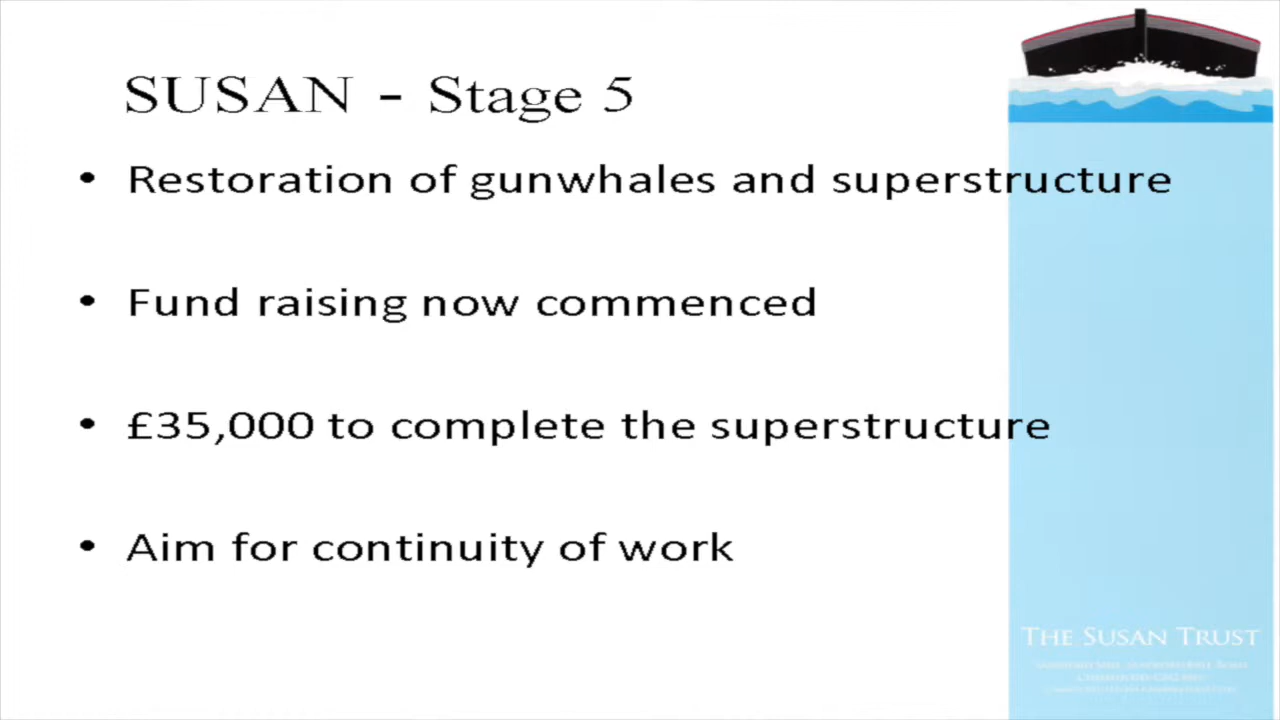 SUSAN - Stage 5
• Restoration of gunwhales and superstructure
• Fund raising now commenced
• £35,000 to complete the superstructure
• Aim for continuity of work
THE SUSAN TRUST